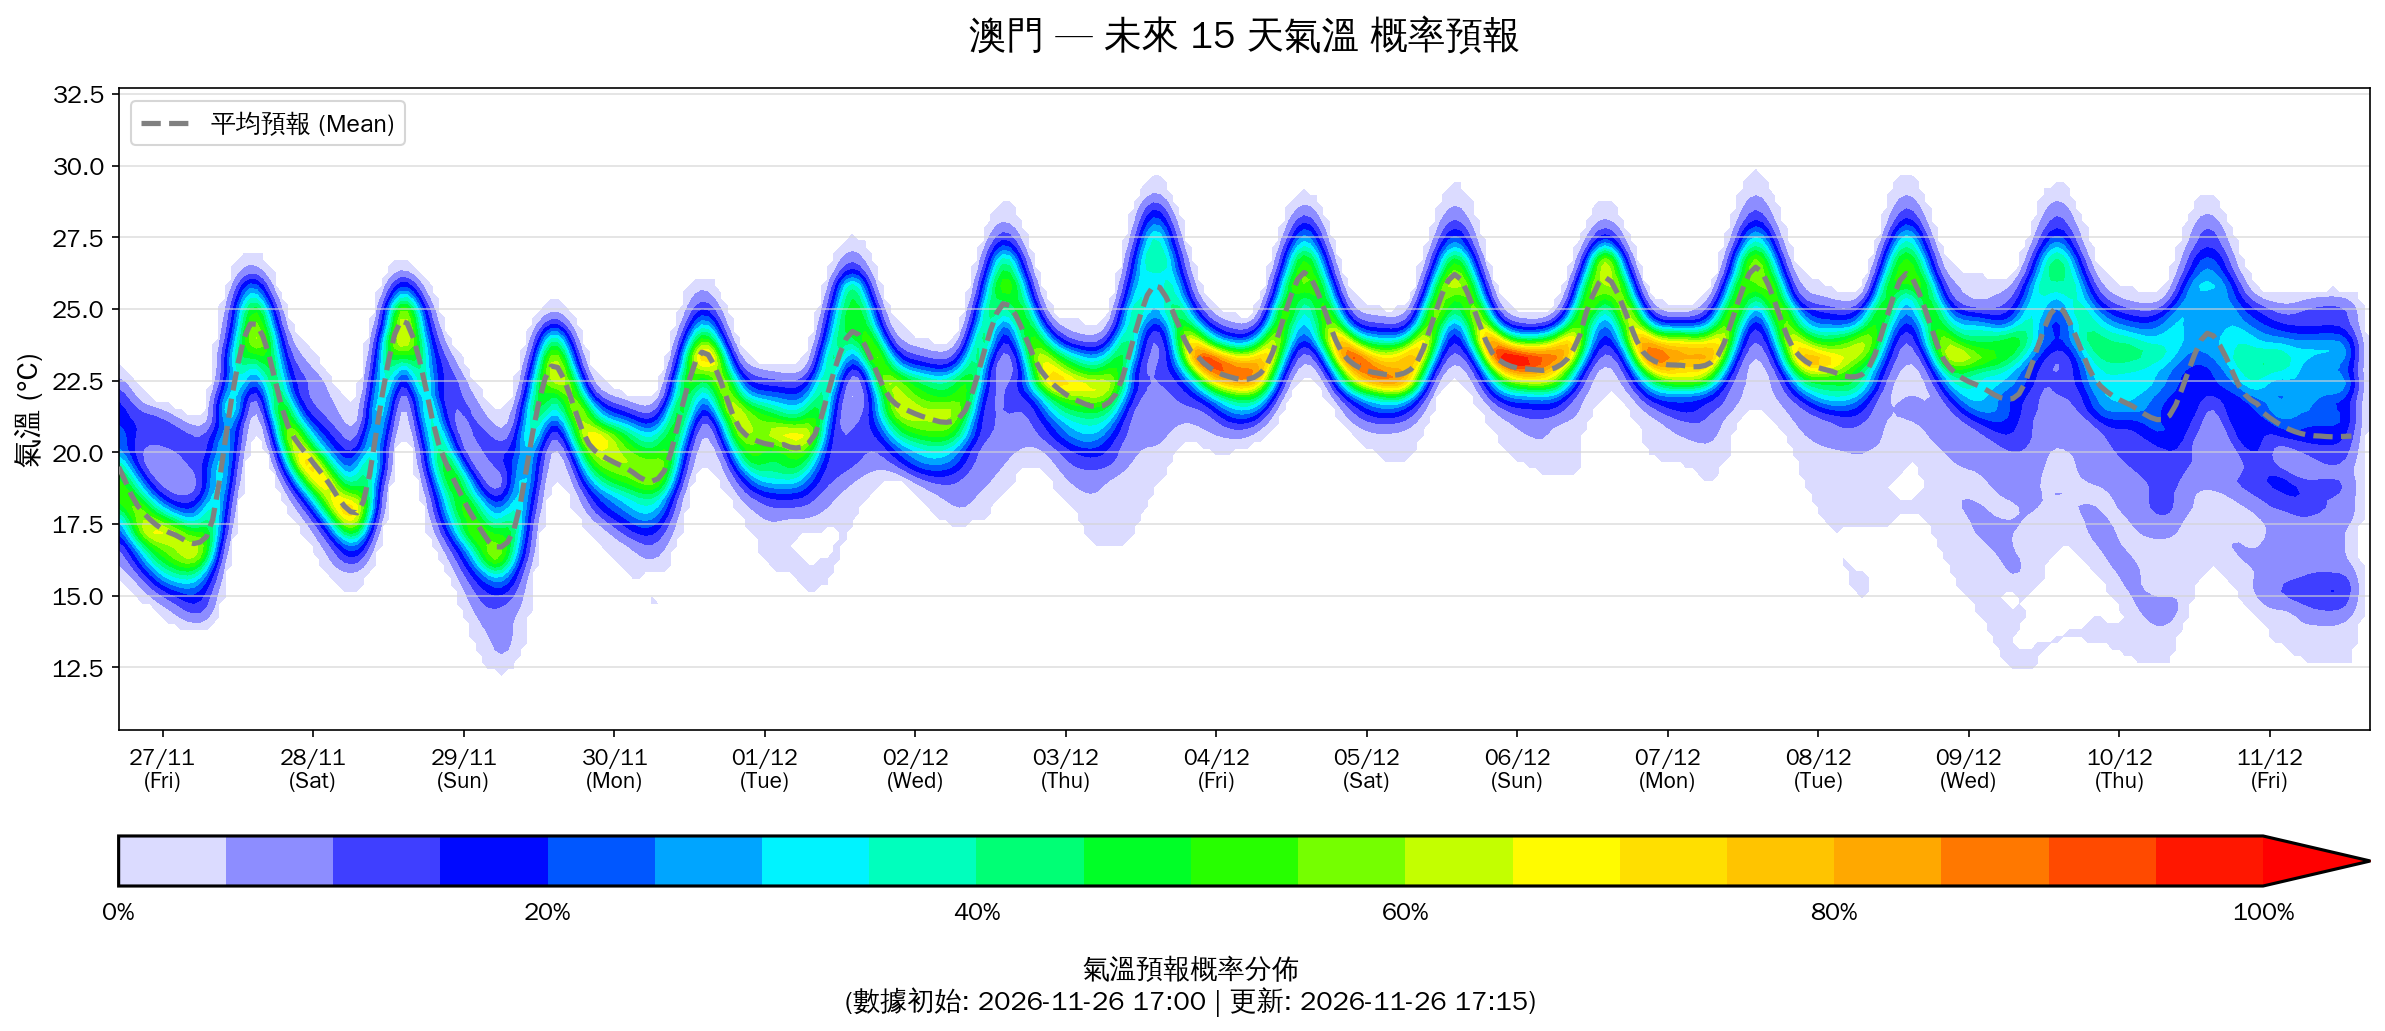 澳門 — 未來 15 天氣溫 概率預報
平均預報 (Mean)
氣溫 (°C)
32.5
30.0
27.5
25.0
22.5
20.0
17.5
15.0
12.5
27/11 (Fri)
28/11 (Sat)
29/11 (Sun)
30/11 (Mon)
01/12 (Tue)
02/12 (Wed)
03/12 (Thu)
04/12 (Fri)
05/12 (Sat)
06/12 (Sun)
07/12 (Mon)
08/12 (Tue)
09/12 (Wed)
10/12 (Thu)
11/12 (Fri)
0% 20% 40% 60% 80% 100%
氣溫預報概率分佈
(數據初始: 2026-11-26 17:00 | 更新: 2026-11-26 17:15)